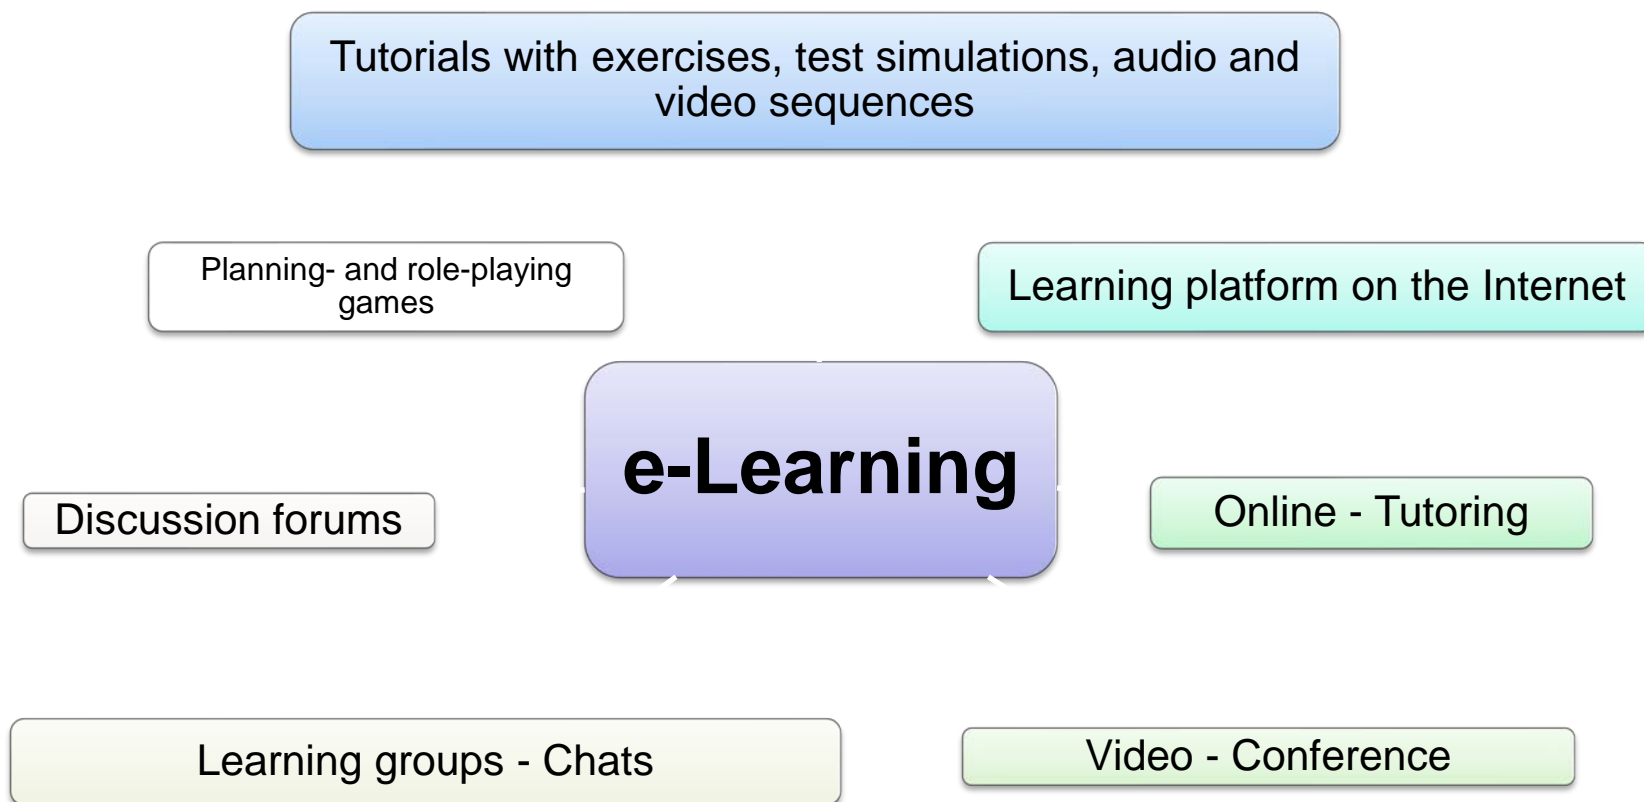 Tutorials with exercises, test simulations, audio and
video sequences
Planning- and role-playing
games
Learning platform on the Internet
e-Learning
Discussion forums
Online - Tutoring
Learning groups - Chats
Video - Conference